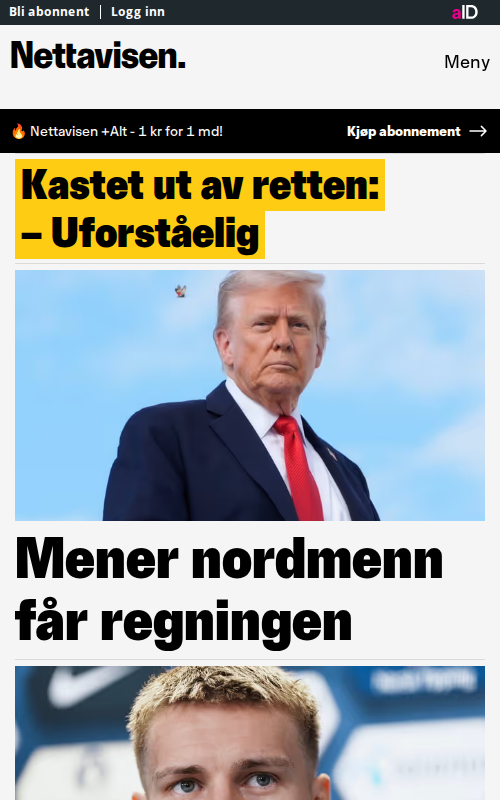 Bli abonnent
Logg inn
aID
Nettavisen.
Meny
🔥 Nettavisen +Alt - 1 kr for 1 md!
Kjøp abonnement →
Kastet ut av retten:
– Uforståelig
Mener nordmenn
får regningen